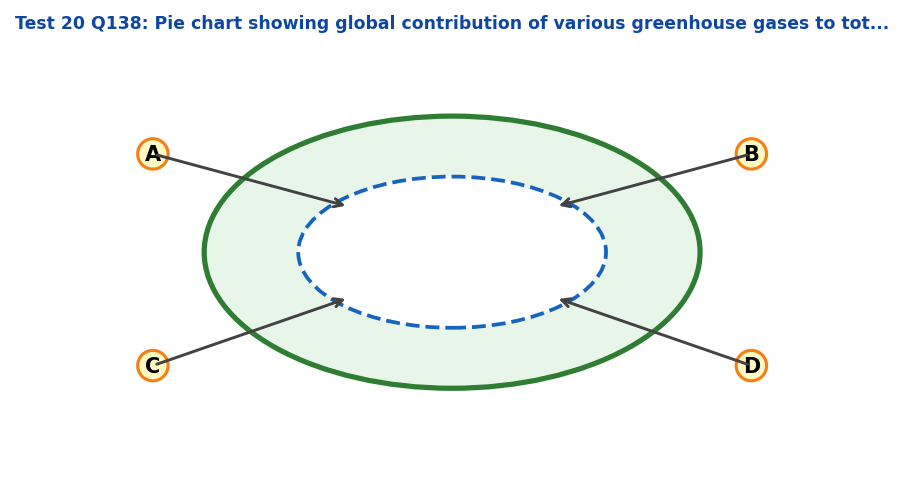 Test 20 Q138: Pie chart showing global contribution of various greenhouse gases to tot...
A
B
C
D